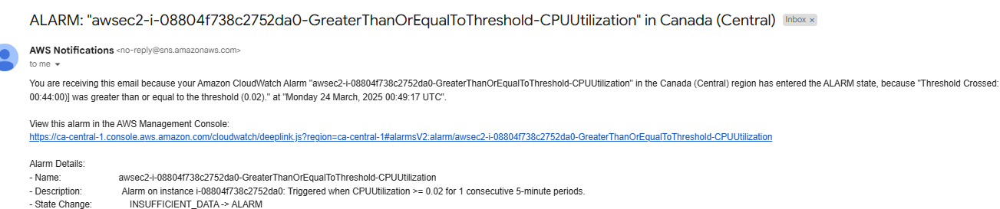 ALARM: "awsec2-i-08804f738c2752da0-GreaterThanOrEqualToThreshold-CPUUtilization" in Canada (Central) Inbox ×
AWS Notifications <no-reply@sns.amazonaws.com>
to me
You are receiving this email because your Amazon CloudWatch Alarm "awsec2-i-08804f738c2752da0-GreaterThanOrEqualToThreshold-CPUUtilization" in the Canada (Central) region has entered the ALARM state, because "Threshold Crossed:
00:44:00)] was greater than or equal to the threshold (0.02)." at "Monday 24 March, 2025 00:49:17 UTC".
View this alarm in the AWS Management Console:
https://ca-central-1.console.aws.amazon.com/cloudwatch/deeplink.js?region=ca-central-1#alarmsV2:alarm/awsec2-i-08804f738c2752da0-GreaterThanOrEqualToThreshold-CPUUtilization
Alarm Details:
- Name: awsec2-i-08804f738c2752da0-GreaterThanOrEqualToThreshold-CPUUtilization
- Description: Alarm on instance i-08804f738c2752da0: Triggered when CPUUtilization >= 0.02 for 1 consecutive 5-minute periods.
- State Change: INSUFFICIENT_DATA -> ALARM